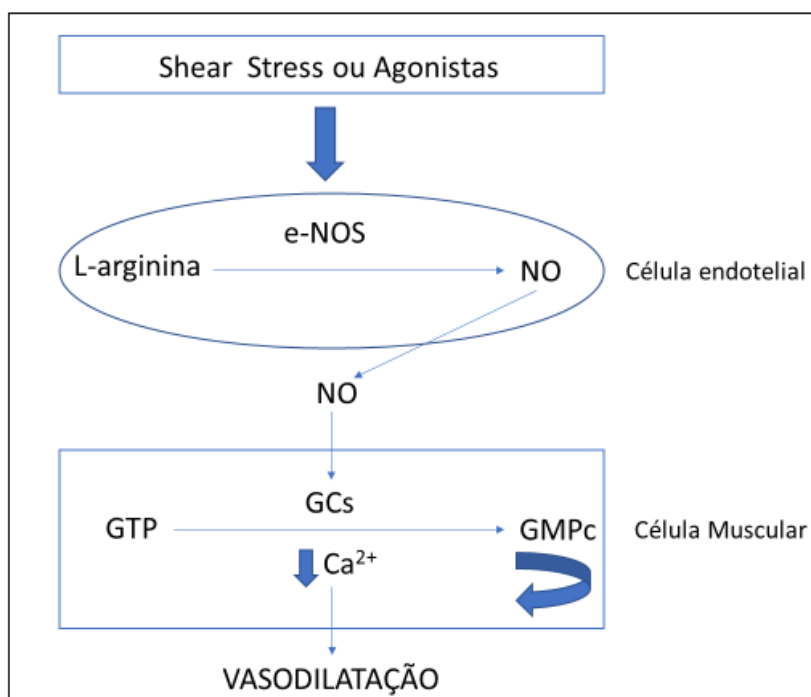 Shear Stress ou Agonistas
e-NOS
L-arginina
NO
Célula endotelial
NO
GCs
GTP
GMPc
Célula Muscular
Ca²⁺
VASODILATAÇÃO